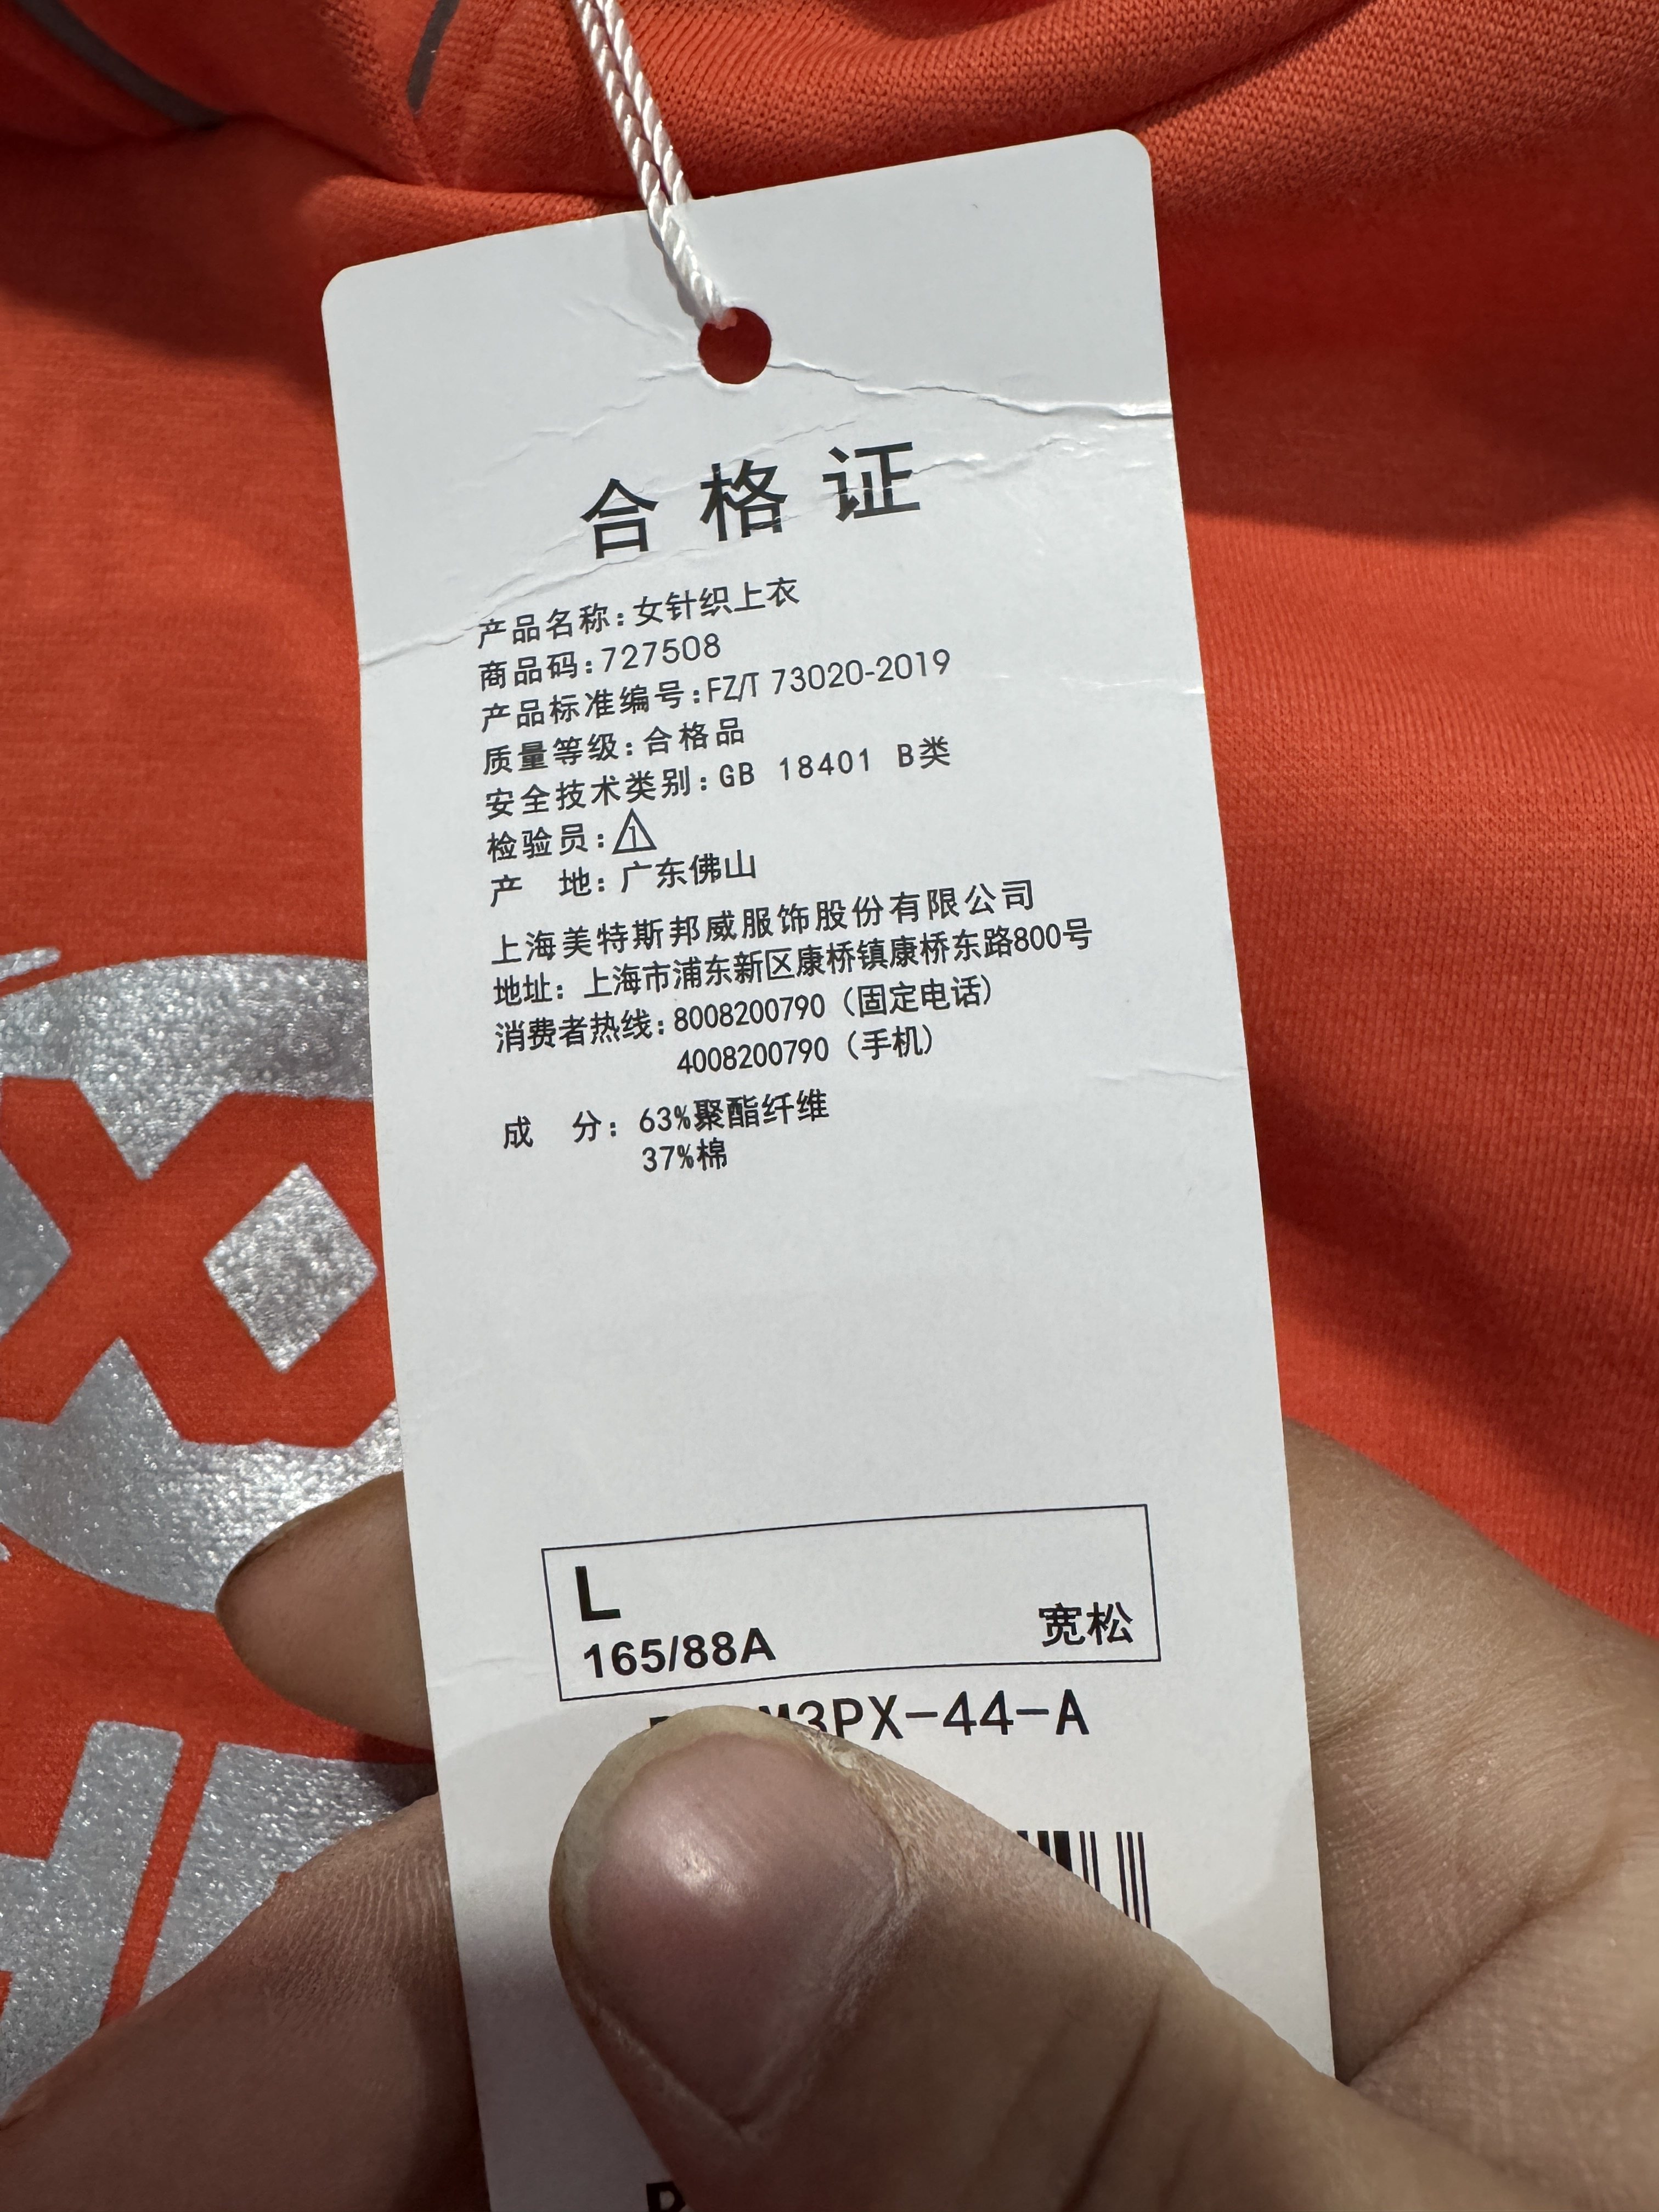 合格证
产品名称:女针织上衣
商品码:727508
产品标准编号:FZ/T 73020-2019
质量等级:合格品
安全技术类别:GB 18401 B类
检验员:1
产 地:广东佛山
上海美特斯邦威服饰股份有限公司
地址:上海市浦东新区康桥镇康桥东路800号
消费者热线:8008200790(固定电话)
4008200790(手机)
成 分:63%聚酯纤维
37%棉
L
165/88A 宽松
3PX-44-A